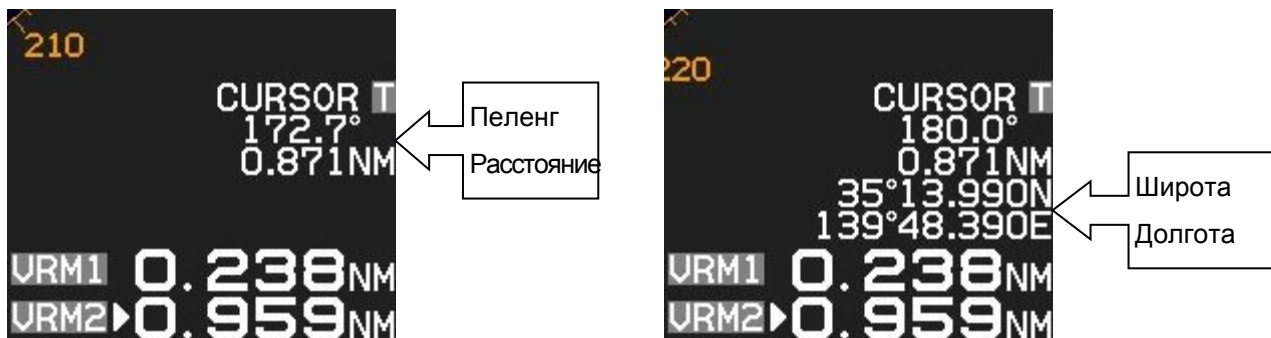 210
CURSOR T
172.7°
0.871NM
VRM1 0.238NM
VRM2 0.959NM
Пеленг
Расстояние
220
CURSOR T
180.0°
0.871NM
35°13.990N
139°48.390E
VRM1 0.238NM
VRM2 0.959NM
Широта
Долгота